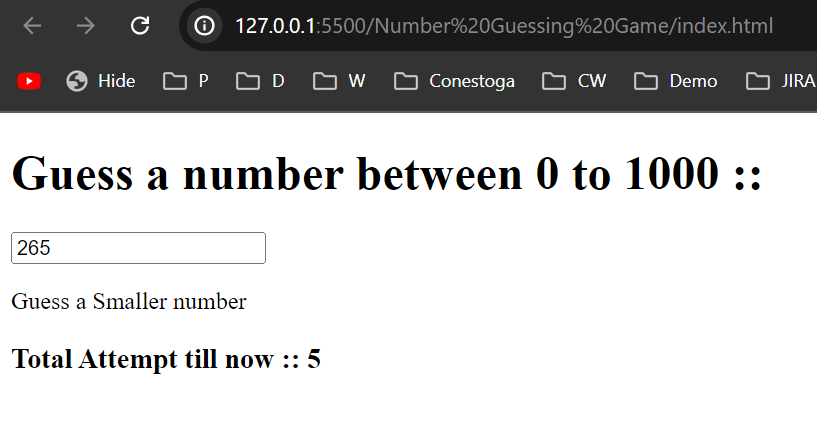 127.0.0.1:5500/Number%20Guessing%20Game/index.html
Hide P D W Conestoga CW Demo JIRA
Guess a number between 0 to 1000 ::
265
Guess a Smaller number
Total Attempt till now :: 5